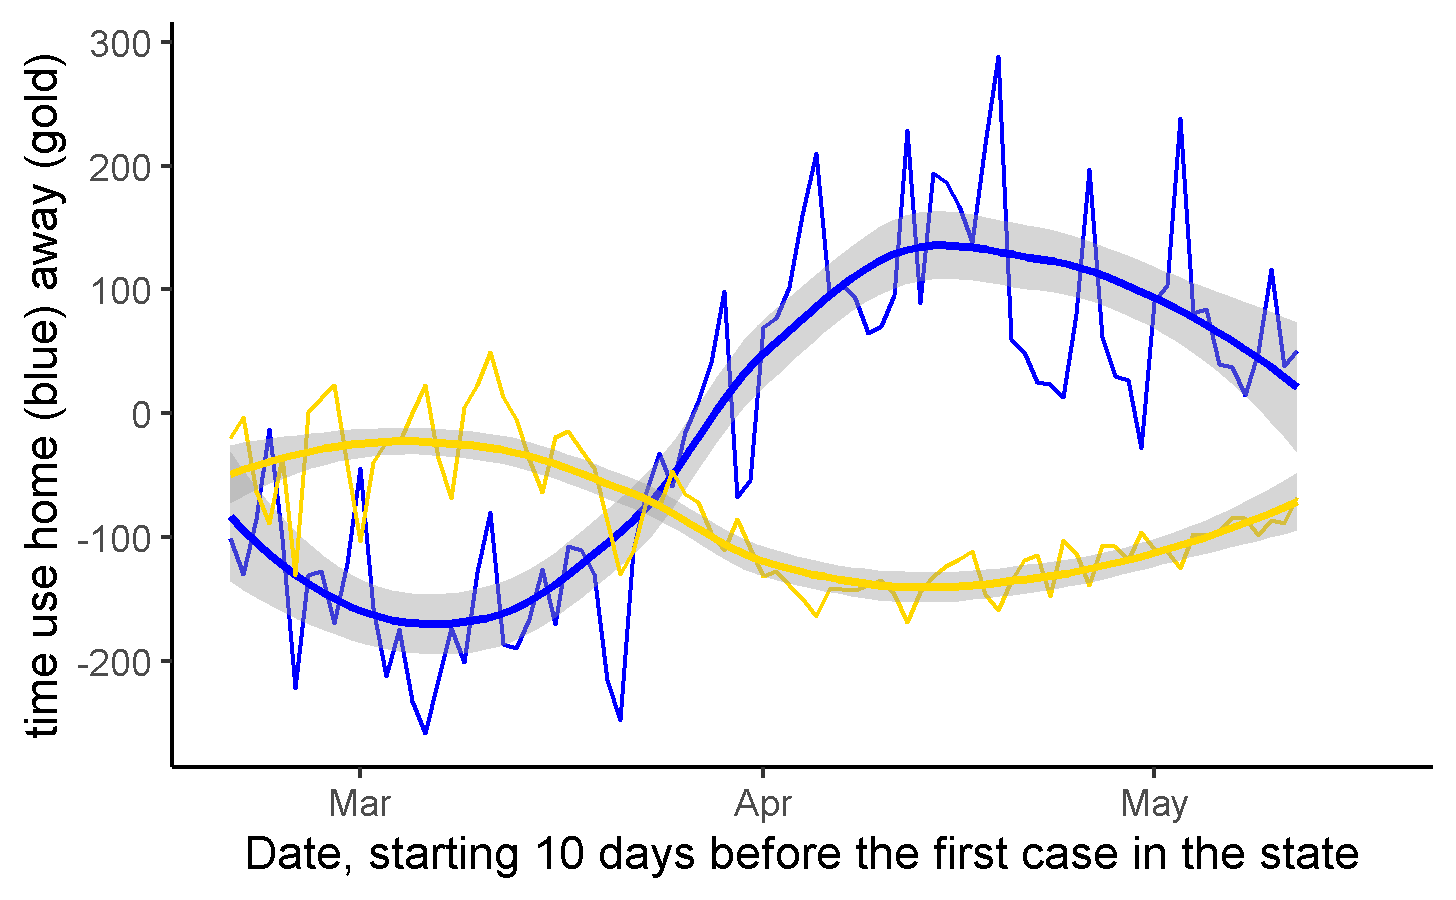 time use home (blue) away (gold)
300
200
100
0
-100
-200
Mar
Apr
May
Date, starting 10 days before the first case in the state